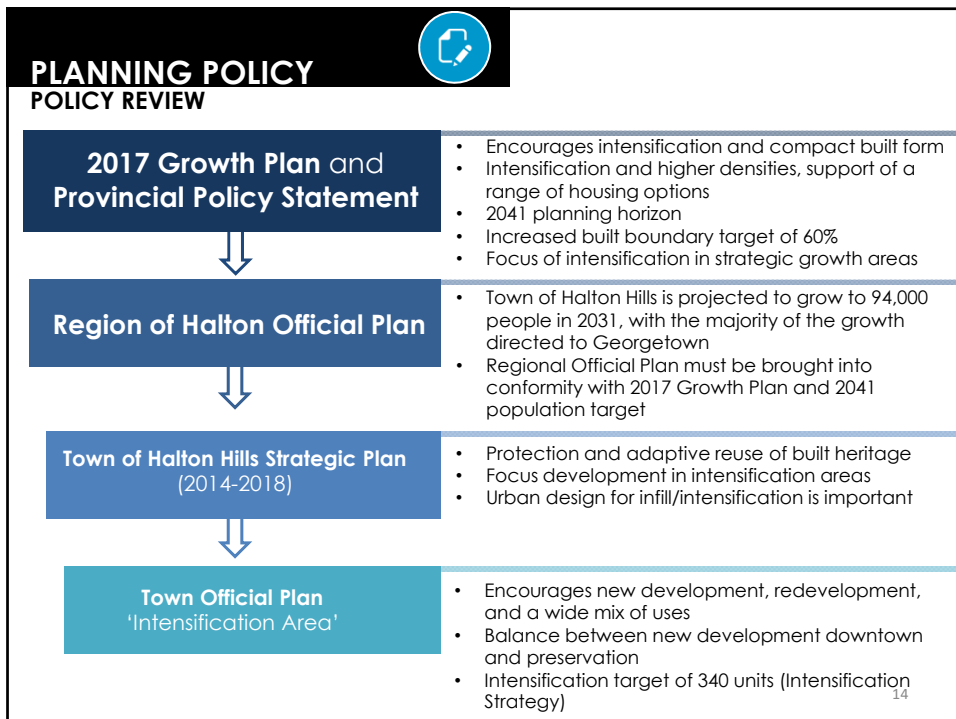 PLANNING POLICY
POLICY REVIEW
2017 Growth Plan and
Provincial Policy Statement
• Encourages intensification and compact built form
• Intensification and higher densities, support of a
range of housing options
• 2041 planning horizon
• Increased built boundary target of 60%
• Focus of intensification in strategic growth areas
Region of Halton Official Plan
• Town of Halton Hills is projected to grow to 94,000
people in 2031, with the majority of the growth
directed to Georgetown
• Regional Official Plan must be brought into
conformity with 2017 Growth Plan and 2041
population target
Town of Halton Hills Strategic Plan
(2014-2018)
• Protection and adaptive reuse of built heritage
• Focus development in intensification areas
• Urban design for infill/intensification is important
Town Official Plan
‘Intensification Area’
• Encourages new development, redevelopment,
and a wide mix of uses
• Balance between new development downtown
and preservation
• Intensification target of 340 units (Intensification
Strategy)
14